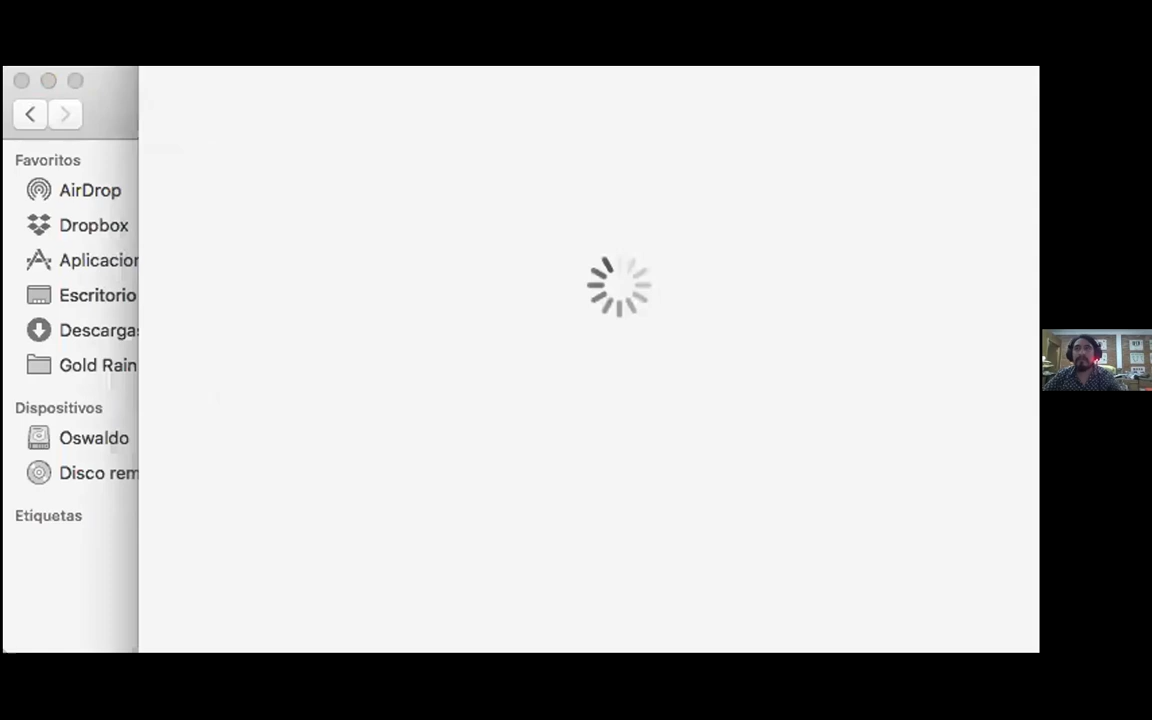 Favoritos
AirDrop
Dropbox
Aplicacion
Escritorio
Descargas
Gold Rain
Dispositivos
Oswaldo
Disco rem
Etiquetas